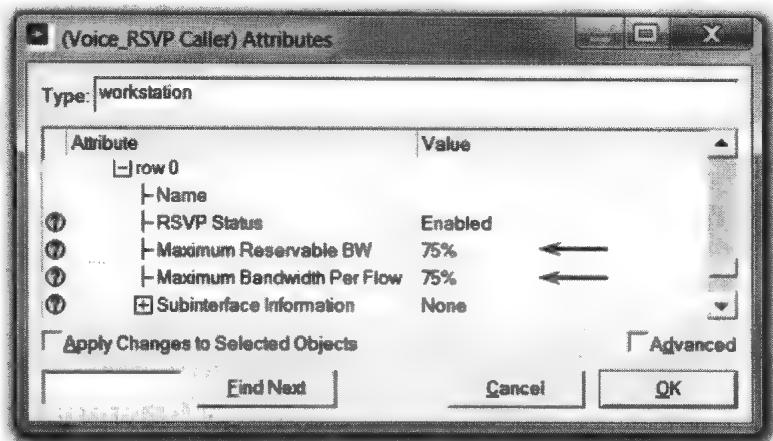 (Voice_RSVP Caller) Attributes
Type: workstation
Attribute Value
row 0
Name
RSVP Status Enabled
Maximum Reservable BW 75%
Maximum Bandwidth Per Flow 75%
Subinterface Information None
Apply Changes to Selected Objects Advanced
Find Next Cancel OK